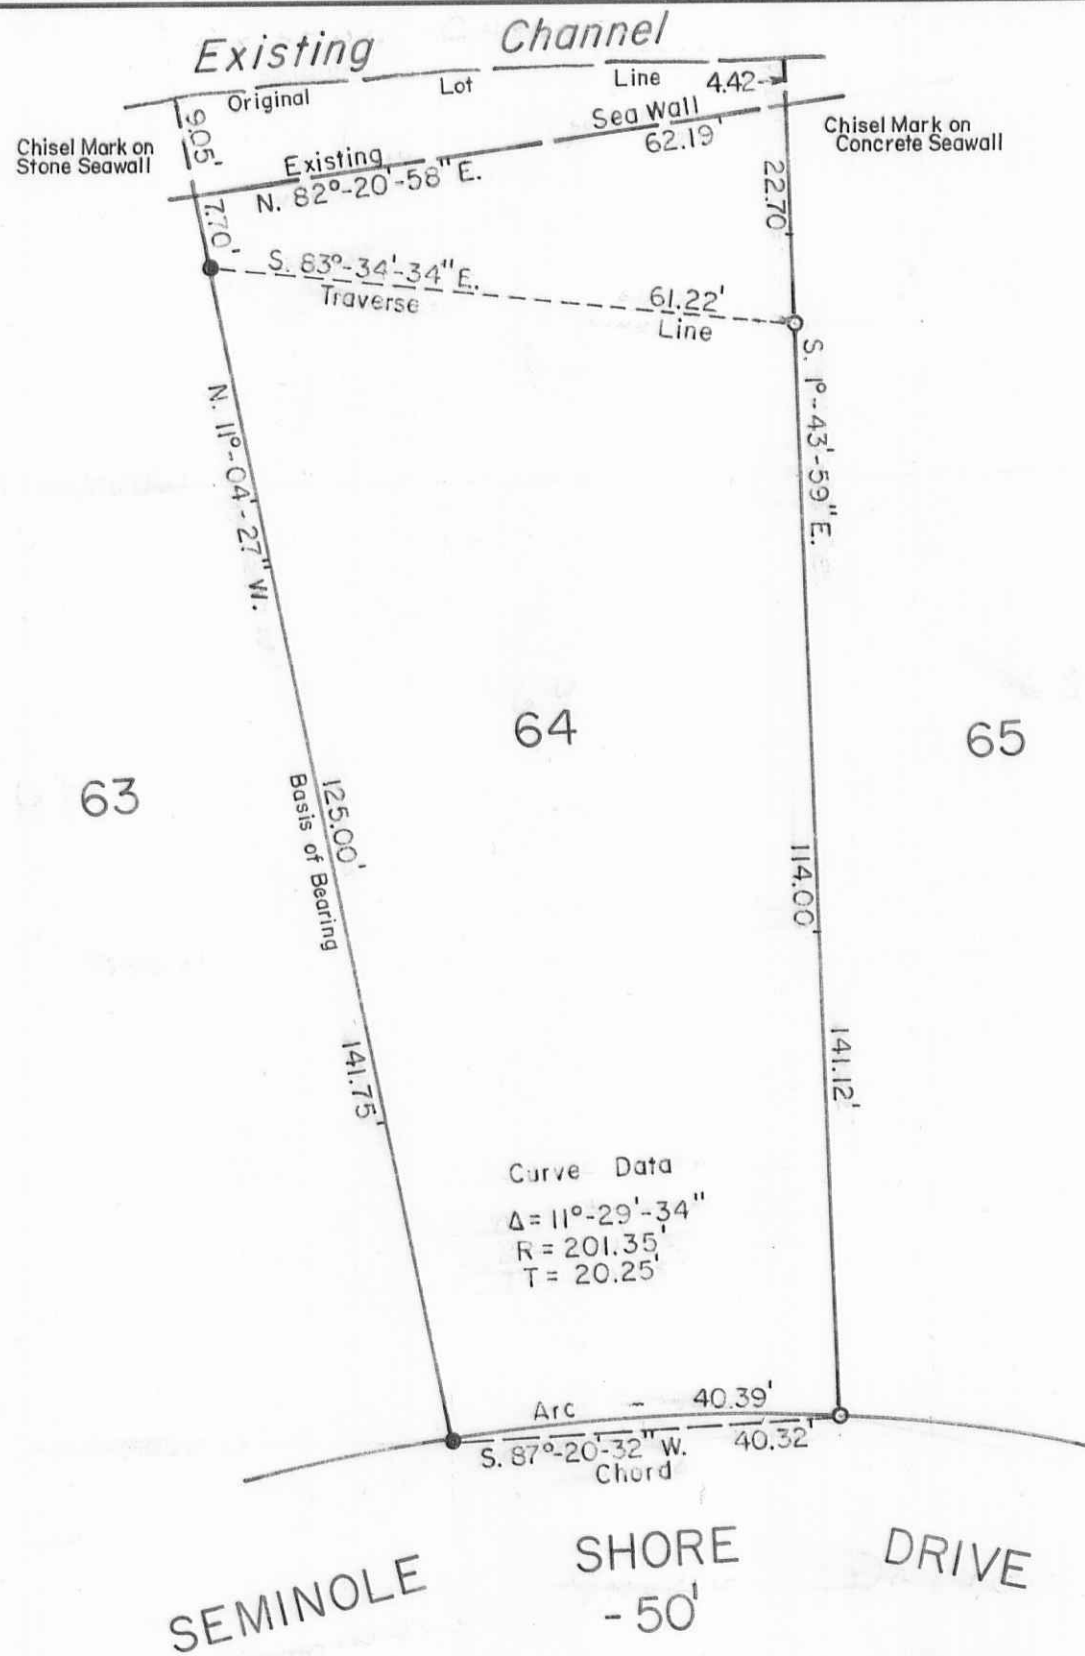 Existing Channel
Original Lot Line 4.42
9.05'
Existing Sea Wall
N. 82°-20'-58" E. 62.19'
Chisel Mark on
Stone Seawall
Chisel Mark on
Concrete Seawall
7.70'
22.70'
S. 83°-34'-34" E. 61.22'
Traverse Line
N. 11°-04'-27" W.
S. 1°-43'-59" E.
63
64
65
125.00'
Basis of Bearing
114.00'
141.75'
141.12'
Curve Data
Δ = 11°-29'-34"
R = 201.35'
T = 20.25'
Arc - 40.39'
S. 87°-20'-32" W. 40.32'
Chord
SEMINOLE SHORE DRIVE
- 50'